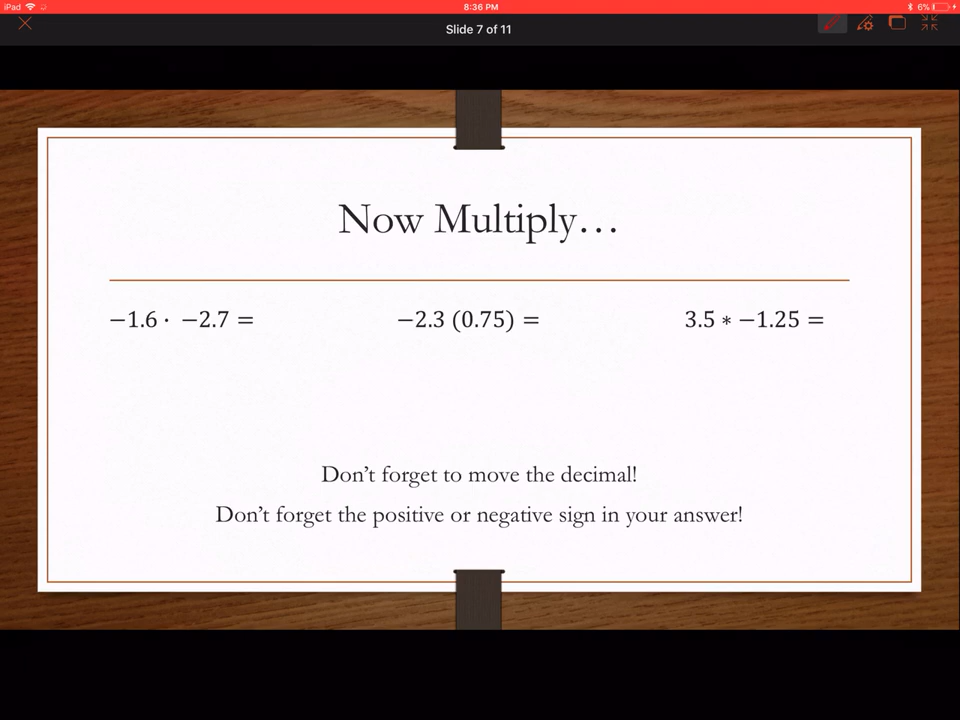 iPad 8:36 PM 6%
Slide 7 of 11
Now Multiply…
−1.6 · −2.7 = −2.3 (0.75) = 3.5 ∗ −1.25 =
Don't forget to move the decimal!
Don't forget the positive or negative sign in your answer!